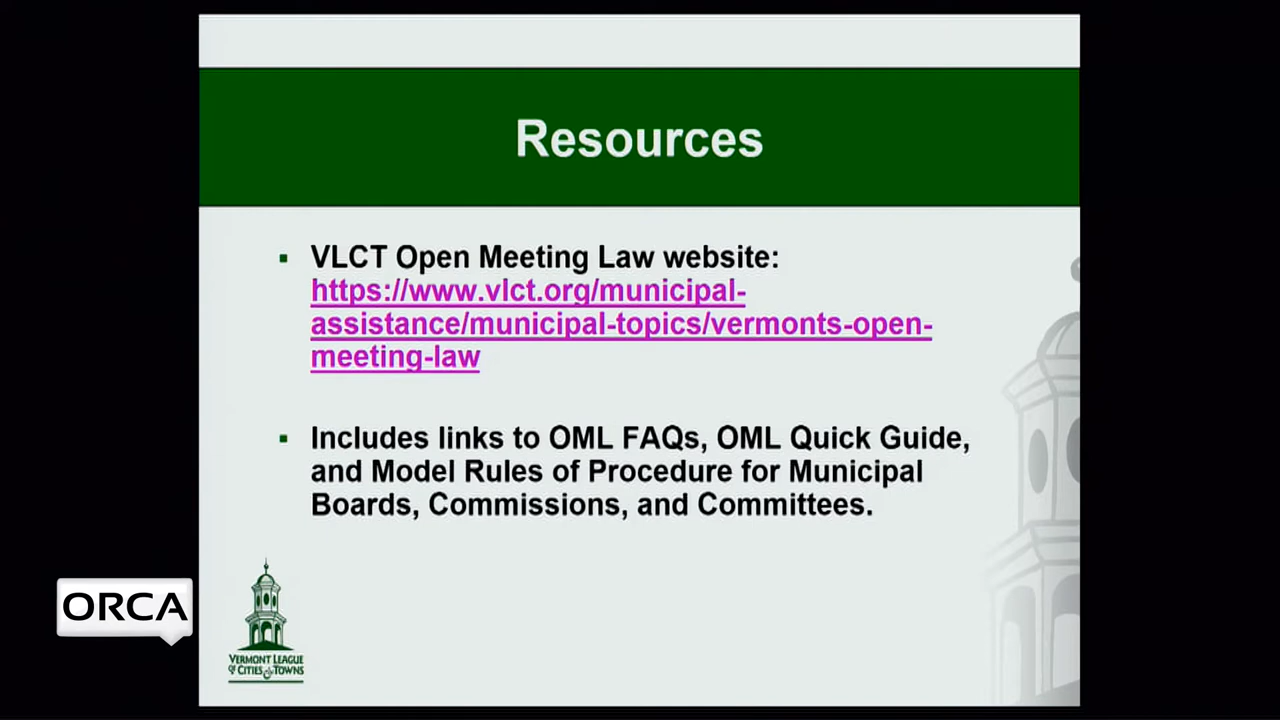 Resources
▪ VLCT Open Meeting Law website:
https://www.vlct.org/municipal-
assistance/municipal-topics/vermonts-open-
meeting-law
▪ Includes links to OML FAQs, OML Quick Guide,
and Model Rules of Procedure for Municipal
Boards, Commissions, and Committees.
ORCA
VERMONT LEAGUE
OF CITIES & TOWNS